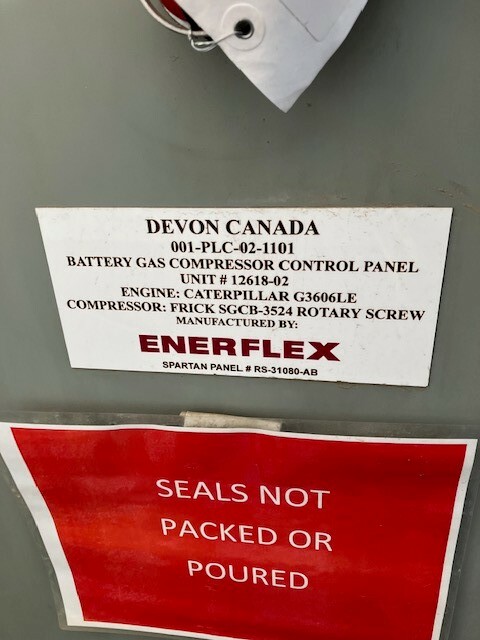 DEVON CANADA
001-PLC-02-1101
BATTERY GAS COMPRESSOR CONTROL PANEL
UNIT # 12618-02
ENGINE: CATERPILLAR G3606LE
COMPRESSOR: FRICK SGCB-3524 ROTARY SCREW
MANUFACTURED BY:
ENERFLEX
SPARTAN PANEL # RS-31080-AB
SEALS NOT
PACKED OR
POURED